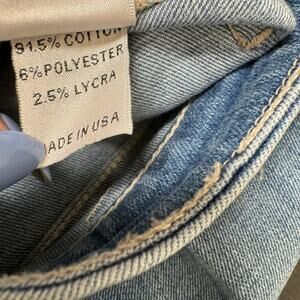 91.5% COTTON
6% POLYESTER
2.5% LYCRA
MADE IN USA